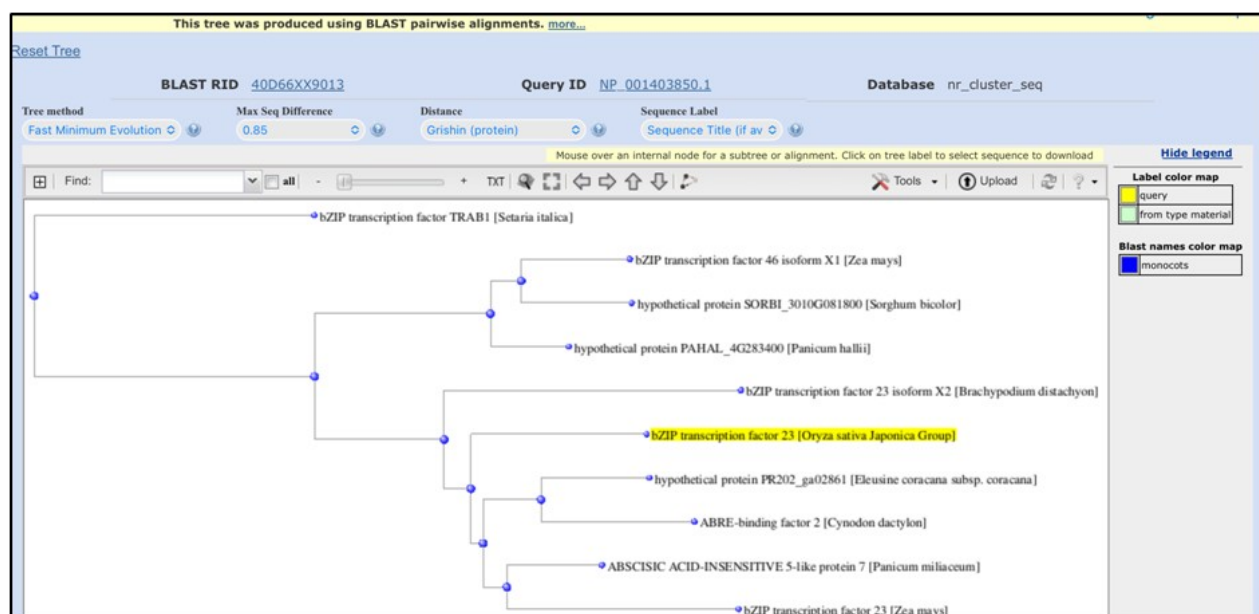 This tree was produced using BLAST pairwise alignments. more...
Reset Tree
BLAST RID 40D66XX9013 Query ID NP_001403850.1 Database nr_cluster_seq
Tree method Max Seq Difference Distance Sequence Label
Fast Minimum Evolution 0.85 Grishin (protein) Sequence Title (if av
Mouse over an internal node for a subtree or alignment. Click on tree label to select sequence to download Hide legend
Find: all - + TXT Tools Upload ?
Label color map
query
from type material
Blast names color map
monocots
bZIP transcription factor TRAB1 [Setaria italica]
bZIP transcription factor 46 isoform X1 [Zea mays]
hypothetical protein SORBI_3010G081800 [Sorghum bicolor]
hypothetical protein PAHAL_4G283400 [Panicum hallii]
bZIP transcription factor 23 isoform X2 [Brachypodium distachyon]
bZIP transcription factor 23 [Oryza sativa Japonica Group]
hypothetical protein PR202_ga02861 [Eleusine coracana subsp. coracana]
ABRE-binding factor 2 [Cynodon dactylon]
ABSCISIC ACID-INSENSITIVE 5-like protein 7 [Panicum miliaceum]
bZIP transcription factor 23 [Zea mays]